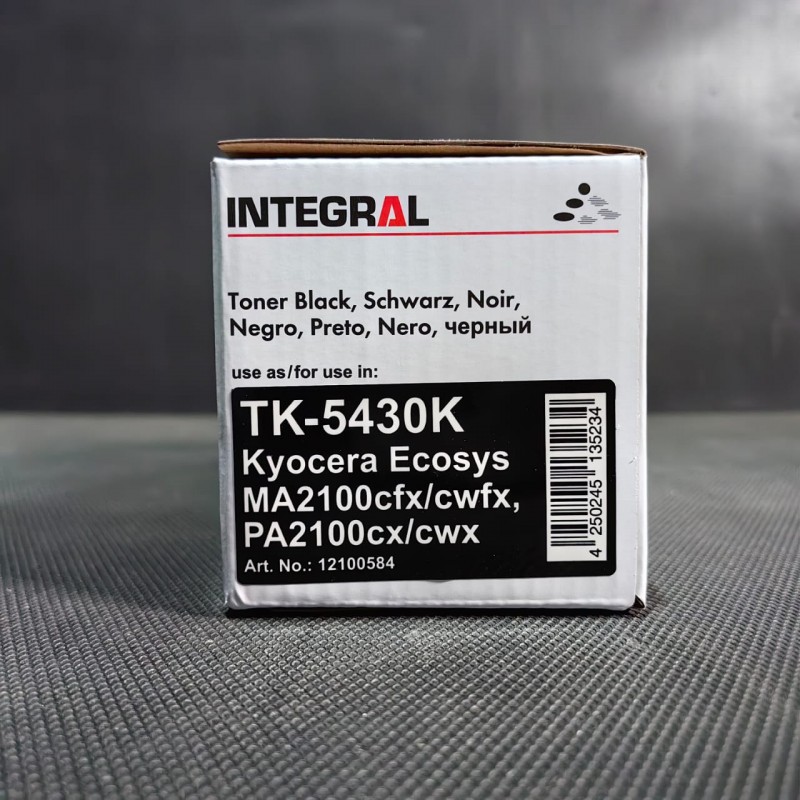 INTEGRAL
Toner Black, Schwarz, Noir,
Negro, Preto, Nero, черный
use as/for use in:
TK-5430K
Kyocera Ecosys
MA2100cfx/cwfx,
PA2100cx/cwx
Art. No.: 12100584
4 250245 135234